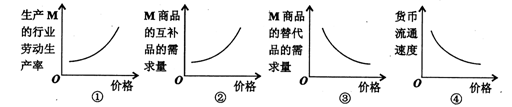 生产M
的行业
劳动生
产率
价格
①
M商品
的互补
品的需
求量
价格
②
M商品
的替代
品的需
求量
价格
③
货币
流通
速度
价格
④